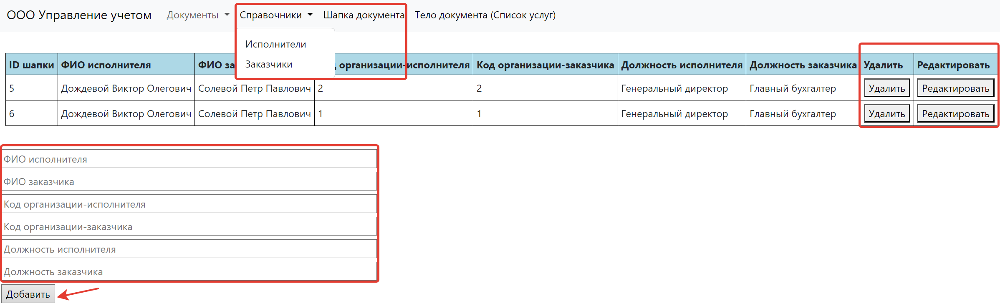 ООО Управление учетом Документы Справочники Шапка документа Тело документа (Список услуг)
Исполнители
Заказчики
ID шапки ФИО исполнителя ФИО за организации-исполнителя Код организации-заказчика Должность исполнителя Должность заказчика Удалить Редактировать
5 Дождевой Виктор Олегович Солевой Петр Павлович 2 2 Генеральный директор Главный бухгалтер Удалить Редактировать
6 Дождевой Виктор Олегович Солевой Петр Павлович 1 1 Генеральный директор Главный бухгалтер Удалить Редактировать
ФИО исполнителя
ФИО заказчика
Код организации-исполнителя
Код организации-заказчика
Должность исполнителя
Должность заказчика
Добавить